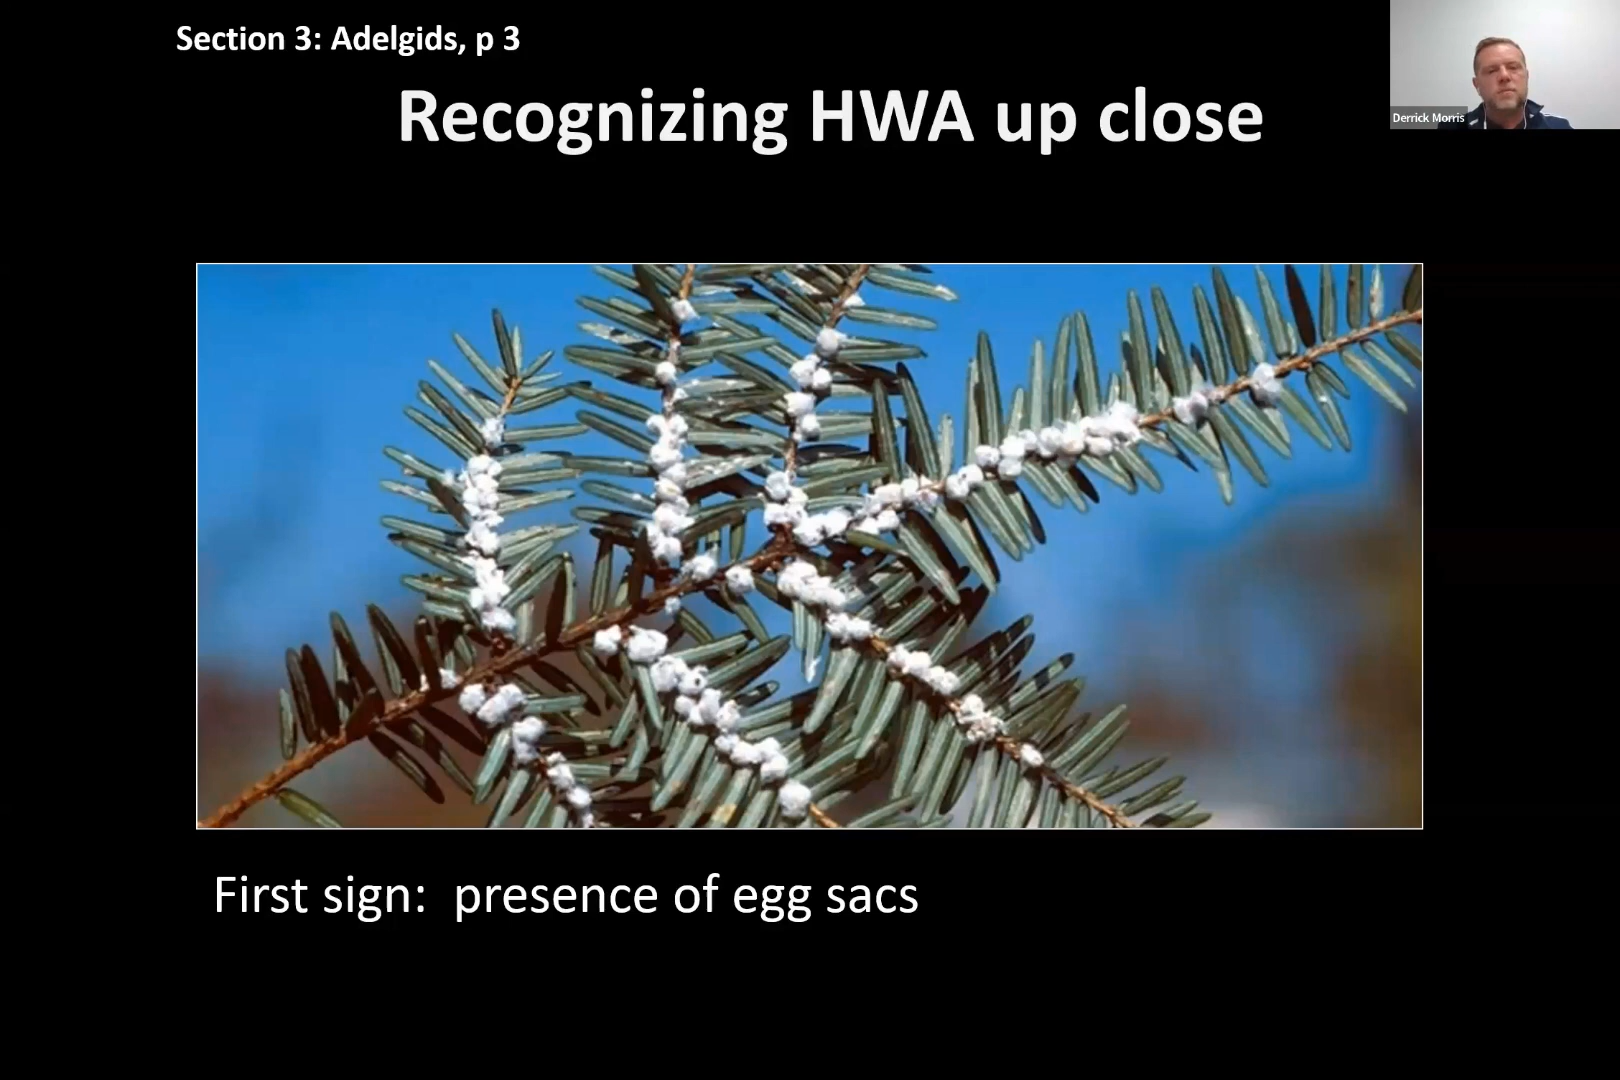 Section 3: Adelgids, p 3
Recognizing HWA up close
Derrick Morris
First sign:  presence of egg sacs